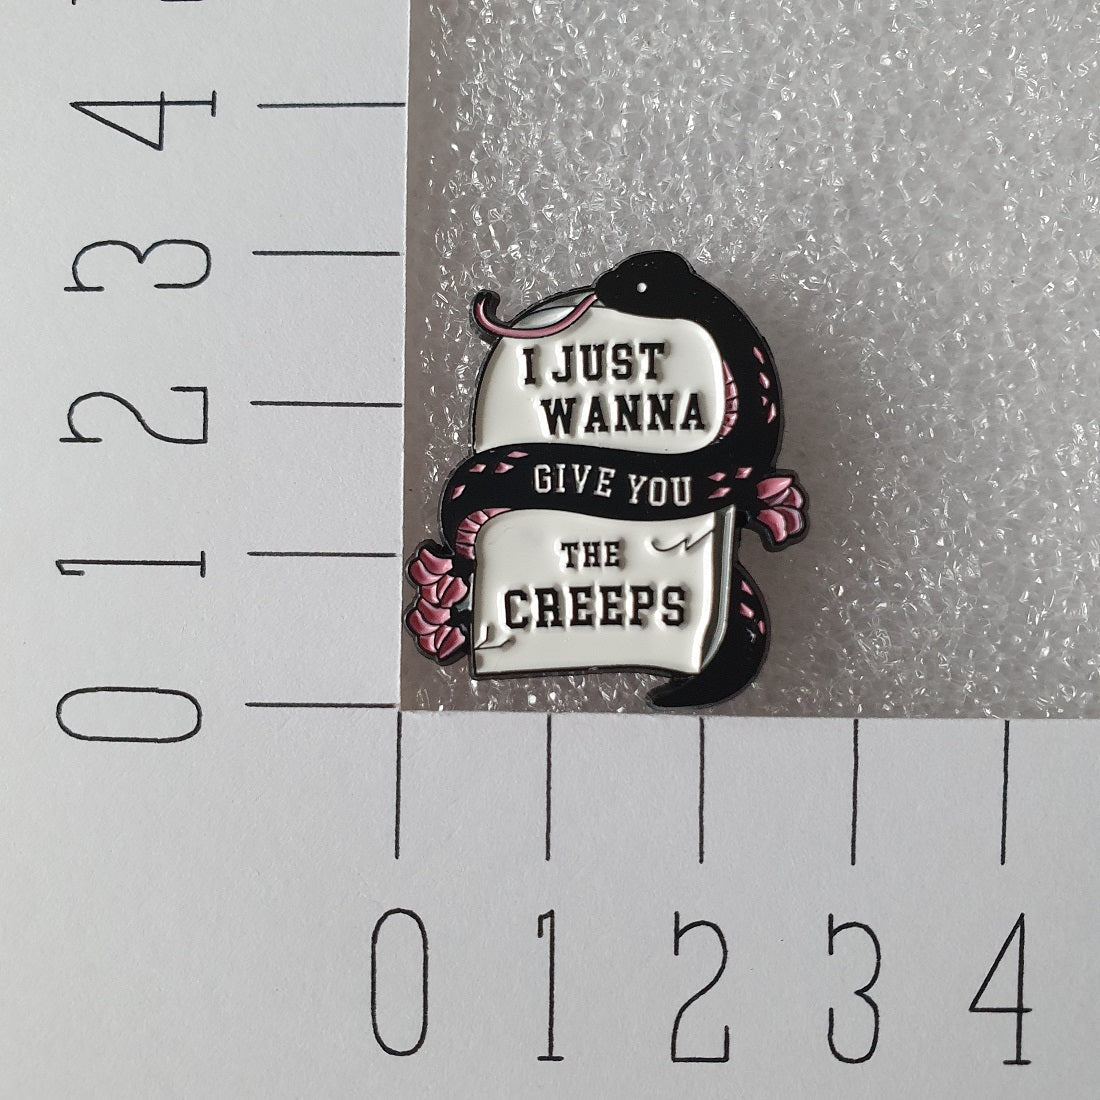 I JUST
WANNA
GIVE YOU
THE
CREEPS
4
3
2
1
0
0 1 2 3 4